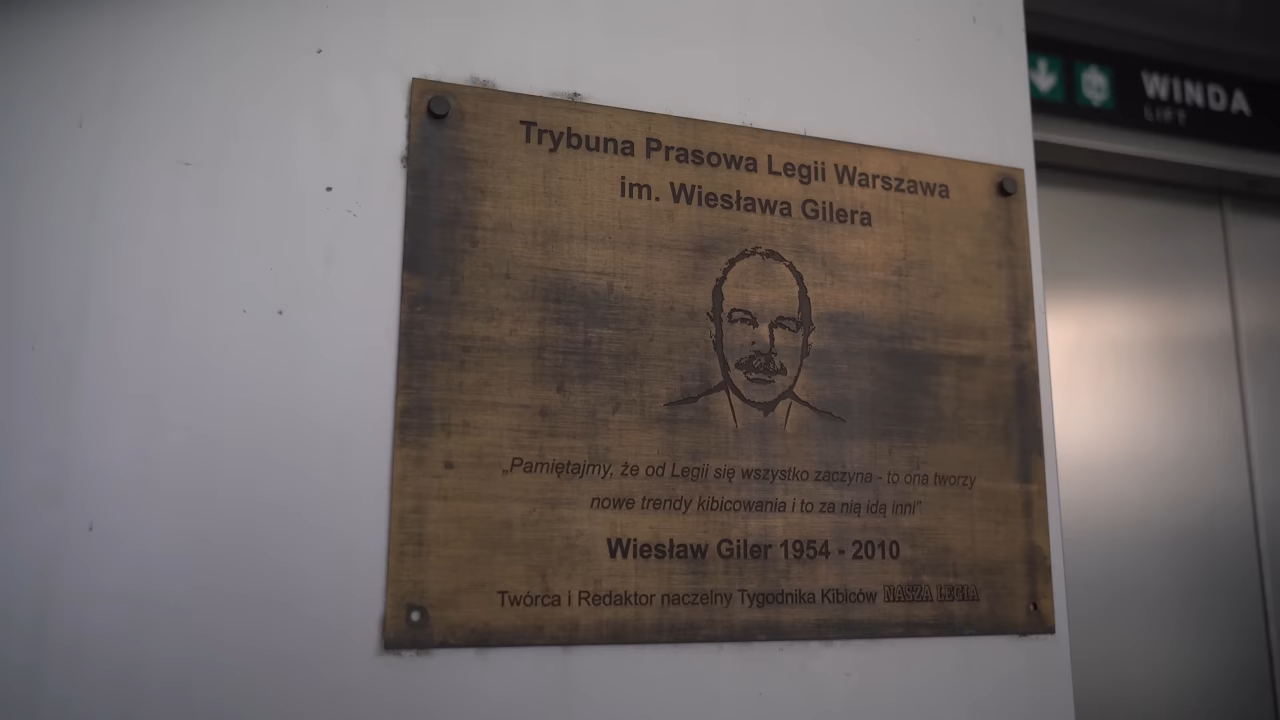 Trybuna Prasowa Legii Warszawa
im. Wiesława Gilera
„Pamiętajmy, że od Legii się wszystko zaczyna - to ona tworzy
nowe trendy kibicowania i to za nią idą inni”
Wiesław Giler 1954 - 2010
Twórca i Redaktor naczelny Tygodnika Kibiców NASZA LEGIA
WINDA
LIFT